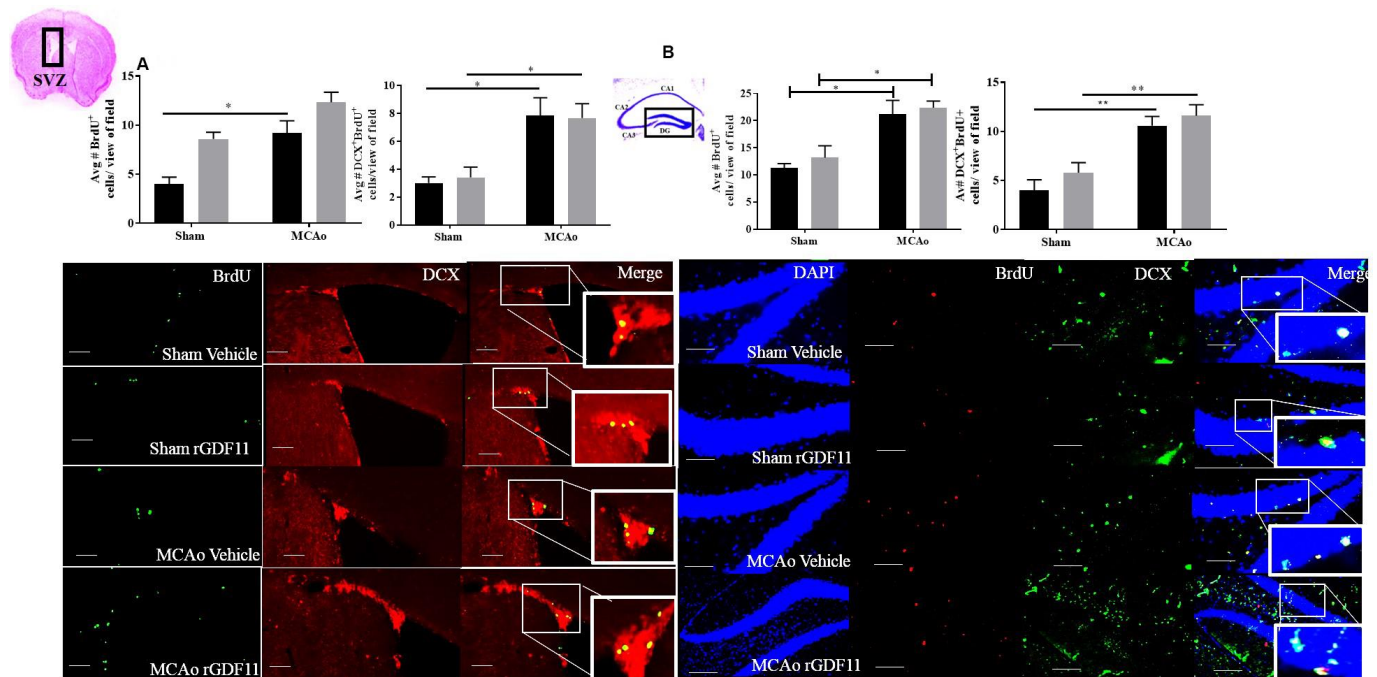 SVZ
A
Avg # BrdU+
cells/ view of field
15
10
5
0
*
Sham
MCAo
Avg # DCX+BrdU+
cells/view of field
10
8
6
4
2
0
*
*
Sham
MCAo
B
CA1
CA2
CA3
DG
Avg # BrdU+
cells/ view of field
25
20
15
10
5
0
*
*
Sham
MCAo
Av# DCX+BrdU+
cells/ view of field
15
10
5
0
**
**
Sham
MCAo
BrdU
DCX
Merge
Sham Vehicle
Sham rGDF11
MCAo Vehicle
MCAo rGDF11
DAPI
BrdU
DCX
Merge
Sham Vehicle
Sham rGDF11
MCAo Vehicle
MCAo rGDF11